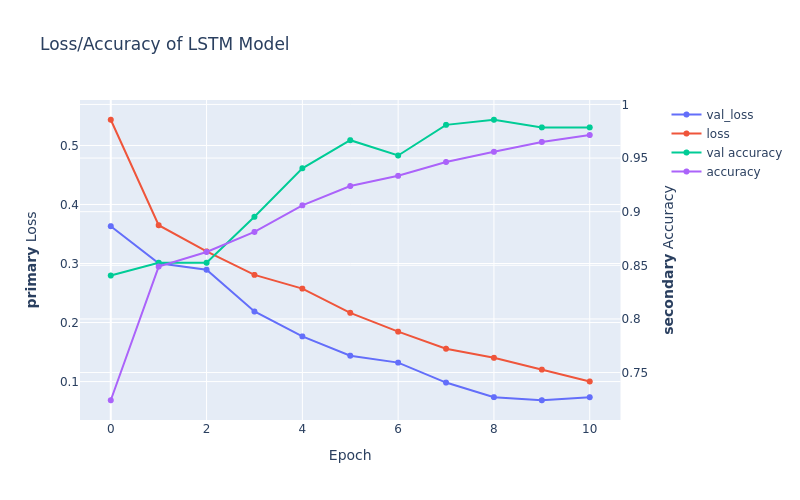 Loss/Accuracy of LSTM Model
0.1
0.2
0.3
0.4
0.5
primary Loss
0
2
4
6
8
10
Epoch
0.75
0.8
0.85
0.9
0.95
1
secondary Accuracy
val_loss
loss
val accuracy
accuracy